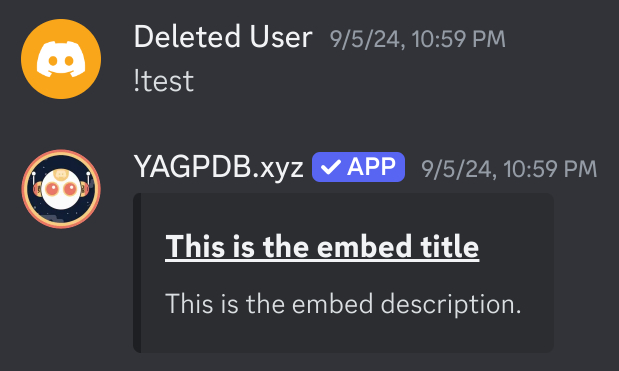 Deleted User 9/5/24, 10:59 PM
!test
YAGPDB.xyz APP 9/5/24, 10:59 PM
This is the embed title
This is the embed description.